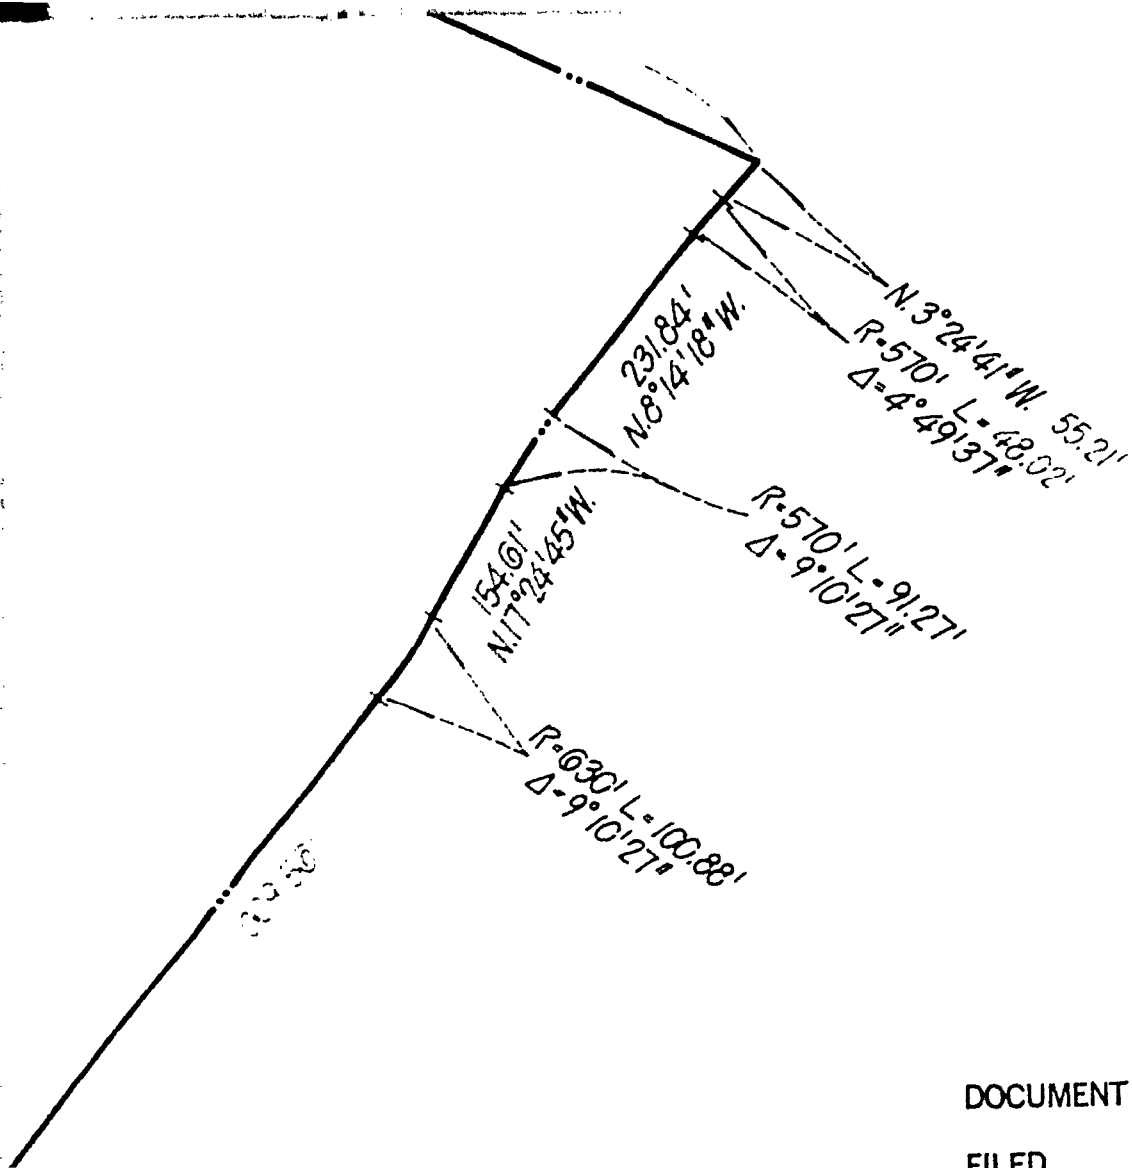 N.3°24'41"W. 55.21'
R=570' L=48.02'
Δ=4°49'37"
231.84'
N.8°14'18"W.
R=570' L=91.27'
Δ=9°10'27"
154.61'
N.17°24'45"W.
R=630' L=100.88'
Δ=9°10'27"
DOCUMENT
FILED